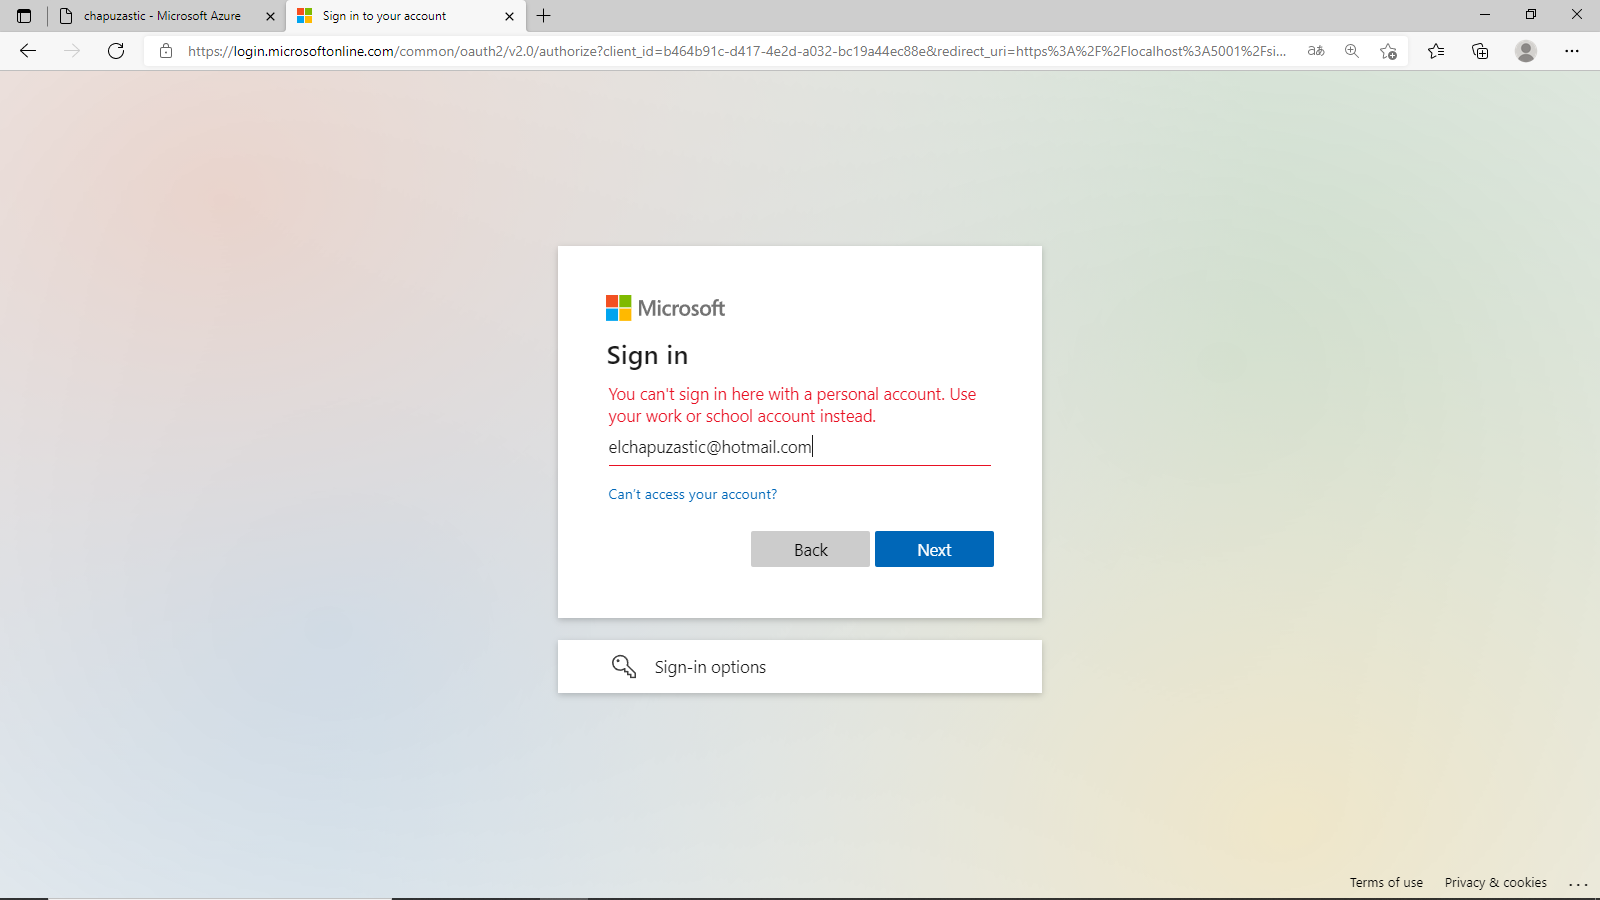 chapuzastic - Microsoft Azure
Sign in to your account
https://login.microsoftonline.com/common/oauth2/v2.0/authorize?client_id=b464b91c-d417-4e2d-a032-bc19a44ec88e&redirect_uri=https%3A%2F%2Flocalhost%3A5001%2Fsi...
aあ
Microsoft
Sign in
You can't sign in here with a personal account. Use
your work or school account instead.
elchapuzastic@hotmail.com
Can't access your account?
Back
Next
Sign-in options
Terms of use
Privacy & cookies
...